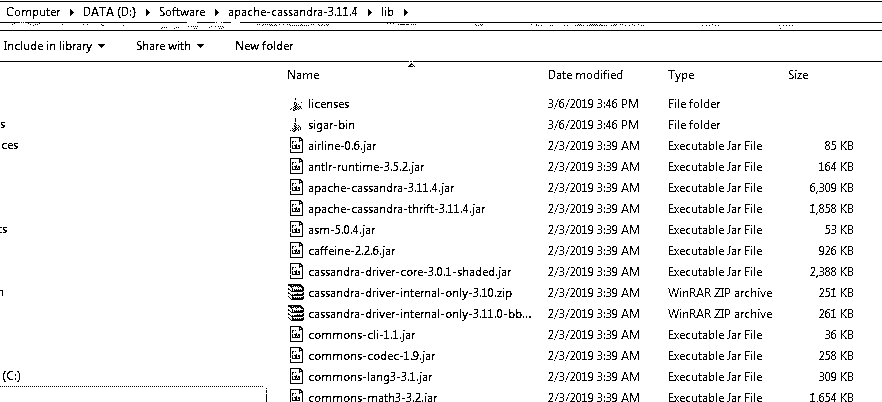 Computer ▸ DATA (D:) ▸ Software ▸ apache-cassandra-3.11.4 ▸ lib ▸
Include in library ▾ Share with ▾ New folder
Name Date modified Type Size
licenses 3/6/2019 3:46 PM File folder
s sigar-bin 3/6/2019 3:46 PM File folder
ces airline-0.6.jar 2/3/2019 3:39 AM Executable Jar File 85 KB
antlr-runtime-3.5.2.jar 2/3/2019 3:39 AM Executable Jar File 164 KB
apache-cassandra-3.11.4.jar 2/3/2019 3:39 AM Executable Jar File 6,309 KB
apache-cassandra-thrift-3.11.4.jar 2/3/2019 3:39 AM Executable Jar File 1,858 KB
ts asm-5.0.4.jar 2/3/2019 3:39 AM Executable Jar File 53 KB
caffeine-2.2.6.jar 2/3/2019 3:39 AM Executable Jar File 926 KB
cassandra-driver-core-3.0.1-shaded.jar 2/3/2019 3:39 AM Executable Jar File 2,388 KB
cassandra-driver-internal-only-3.10.zip 2/3/2019 3:39 AM WinRAR ZIP archive 251 KB
cassandra-driver-internal-only-3.11.0-bb... 2/3/2019 3:39 AM WinRAR ZIP archive 261 KB
commons-cli-1.1.jar 2/3/2019 3:39 AM Executable Jar File 36 KB
commons-codec-1.9.jar 2/3/2019 3:39 AM Executable Jar File 258 KB
(C:) commons-lang3-3.1.jar 2/3/2019 3:39 AM Executable Jar File 309 KB
commons-math3-3.2.jar 2/3/2019 3:39 AM Executable Jar File 1,654 KB